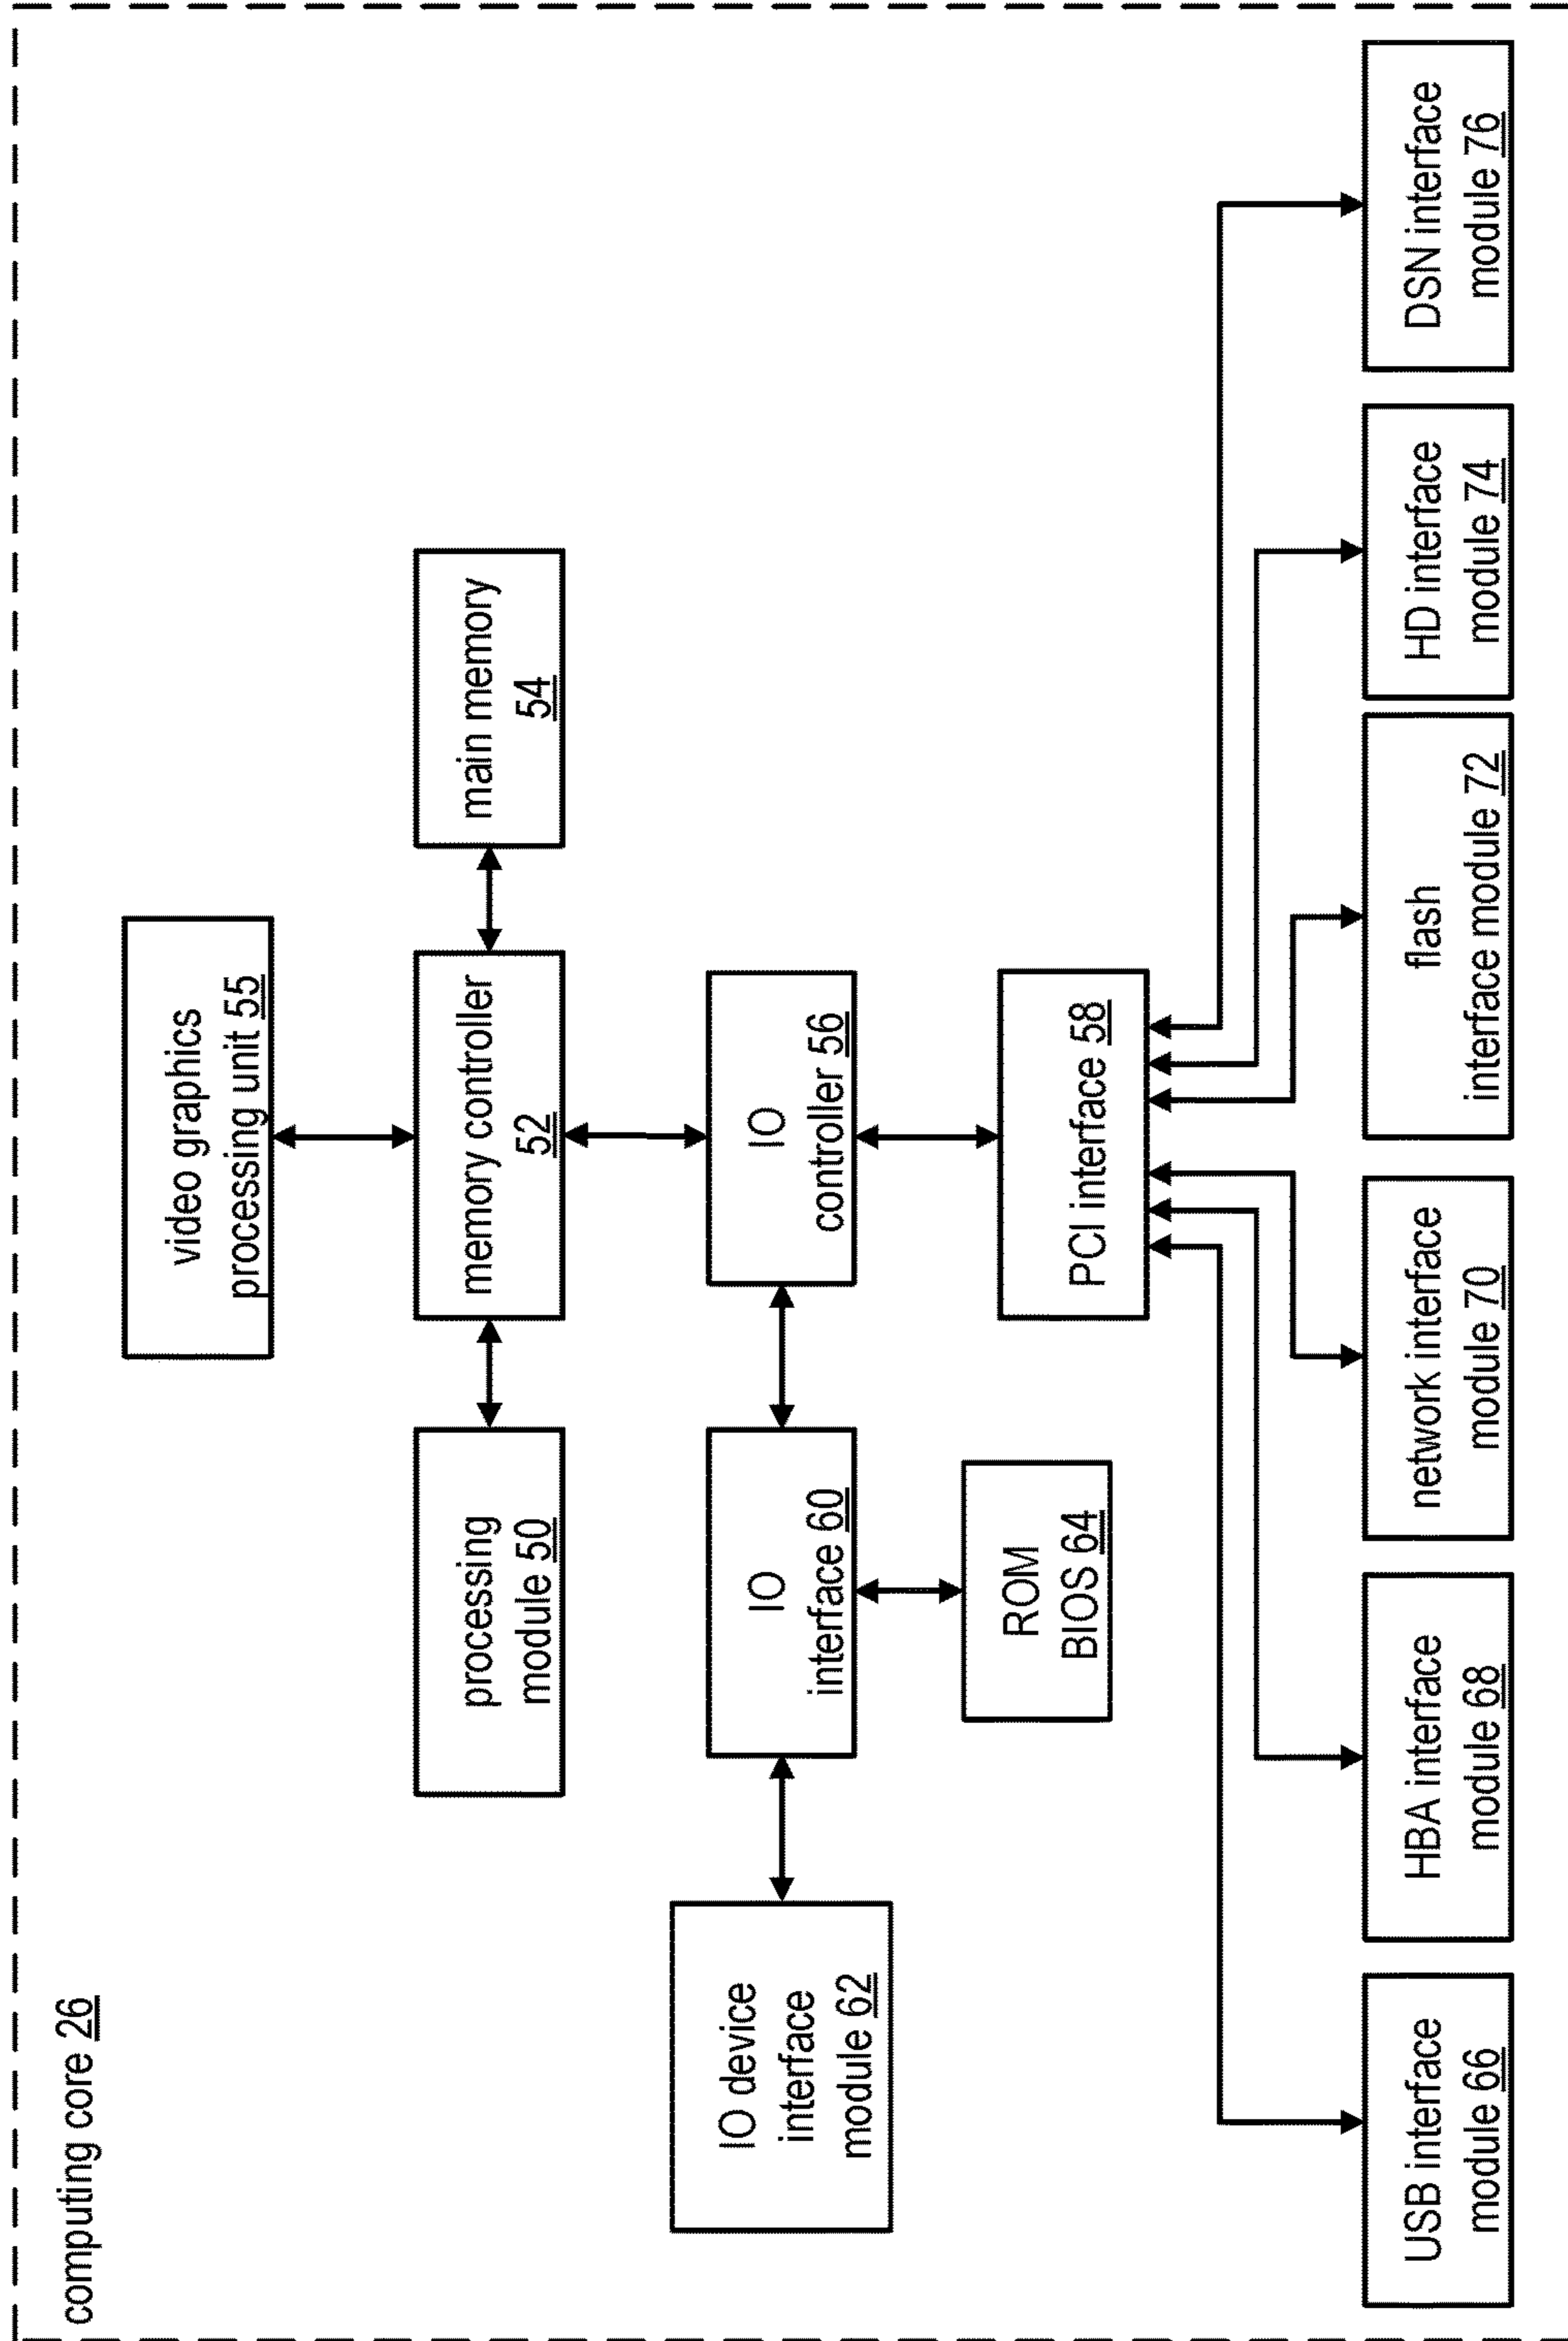 computing core 26
video graphics
processing unit 55
processing
module 50
memory controller
52
main memory
54
IO device
interface
module 62
IO
interface 60
IO
controller 56
ROM
BIOS 64
PCI interface 58
USB interface
module 66
HBA interface
module 68
network interface
module 70
flash
interface module 72
HD interface
module 74
DSN interface
module 76